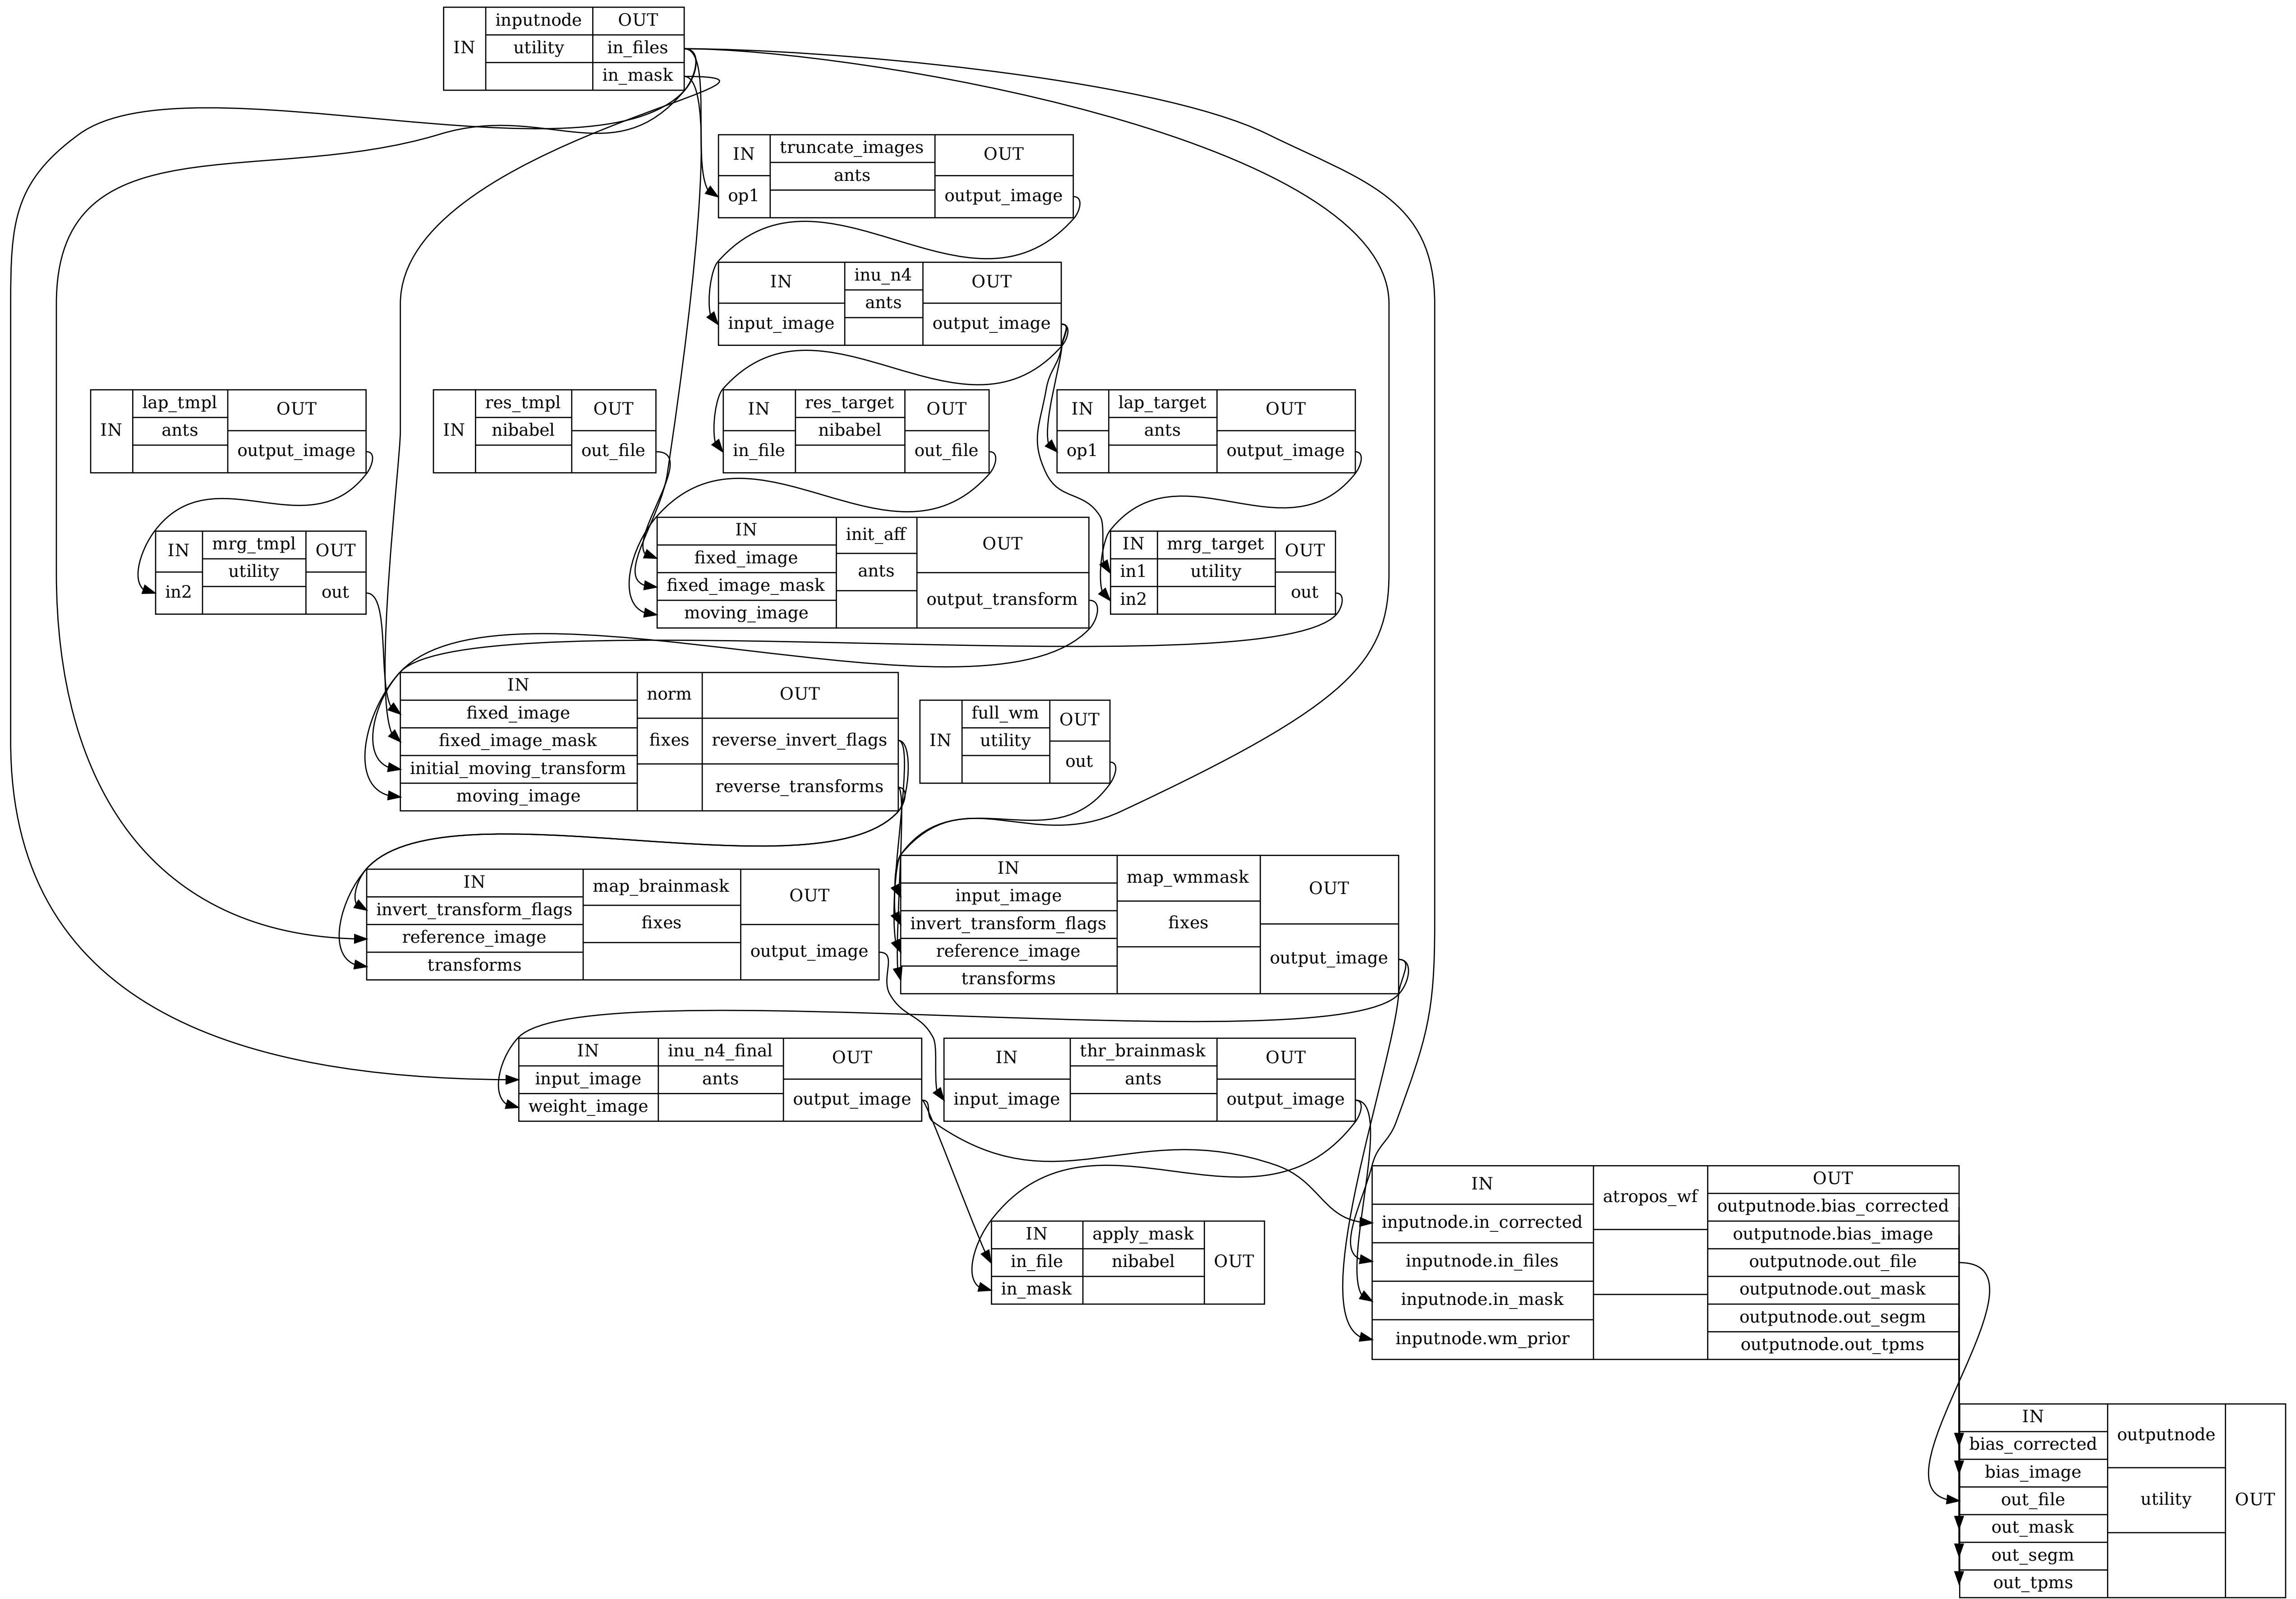 inputnode OUT
IN utility in_files
in_mask
IN truncate_images OUT
ants
op1 output_image
IN inu_n4 OUT
ants
input_image output_image
lap_tmpl OUT
IN ants
output_image
res_tmpl OUT
IN nibabel
out_file
IN res_target OUT
nibabel
in_file out_file
IN lap_target OUT
ants
op1 output_image
IN mrg_tmpl OUT
utility
in2 out
IN init_aff OUT
fixed_image
fixed_image_mask ants
moving_image output_transform
IN mrg_target OUT
in1 utility
in2 out
IN norm OUT
fixed_image
fixed_image_mask fixes reverse_invert_flags
initial_moving_transform
moving_image reverse_transforms
full_wm OUT
IN utility
out
IN map_brainmask OUT
invert_transform_flags fixes
reference_image
transforms output_image
IN map_wmmask OUT
input_image
invert_transform_flags fixes
reference_image output_image
transforms
IN inu_n4_final OUT
input_image ants
weight_image output_image
IN thr_brainmask OUT
ants
input_image output_image
IN apply_mask OUT
in_file nibabel
in_mask
IN atropos_wf OUT
inputnode.in_corrected outputnode.bias_corrected
outputnode.bias_image
inputnode.in_files outputnode.out_file
inputnode.in_mask outputnode.out_mask
outputnode.out_segm
inputnode.wm_prior outputnode.out_tpms
IN outputnode OUT
bias_corrected
bias_image
out_file utility
out_mask
out_segm
out_tpms